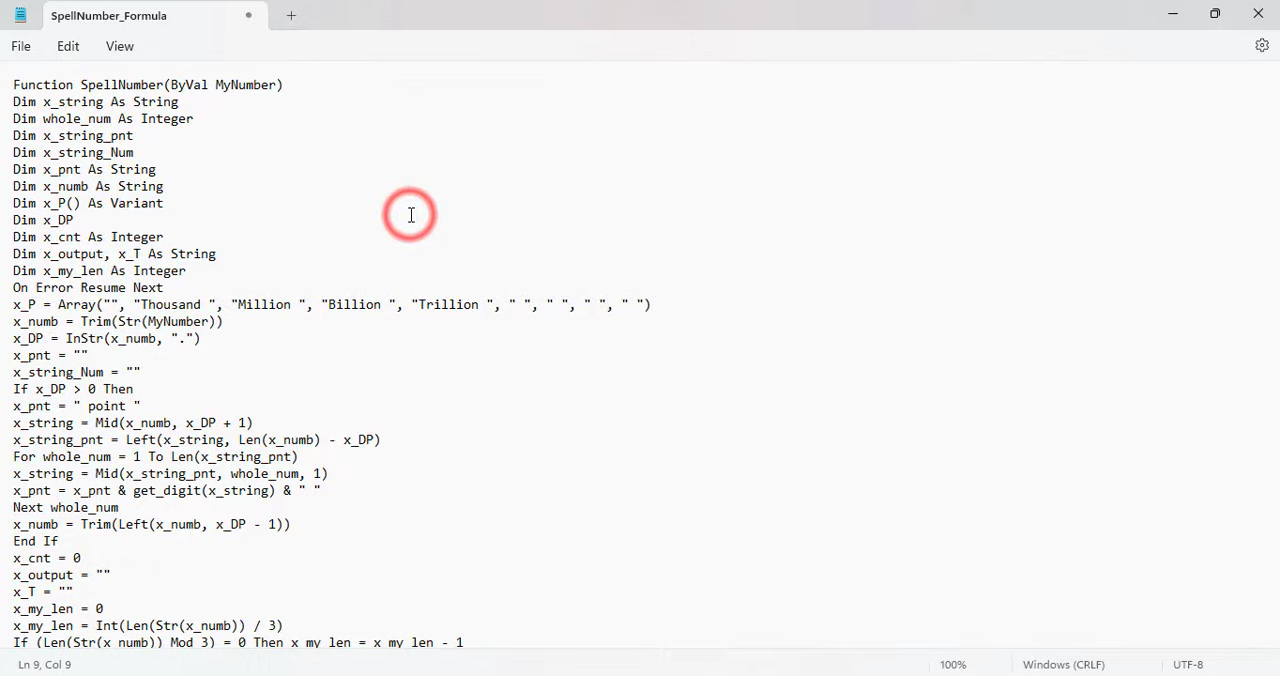 SpellNumber_Formula
File Edit View
Function SpellNumber(ByVal MyNumber)
Dim x_string As String
Dim whole_num As Integer
Dim x_string_pnt
Dim x_string_Num
Dim x_pnt As String
Dim x_numb As String
Dim x_P() As Variant
Dim x_DP
Dim x_cnt As Integer
Dim x_output, x_T As String
Dim x_my_len As Integer
On Error Resume Next
x_P = Array("", "Thousand ", "Million ", "Billion ", "Trillion ", " ", " ", " ", " ")
x_numb = Trim(Str(MyNumber))
x_DP = InStr(x_numb, ".")
x_pnt = ""
x_string_Num = ""
If x_DP > 0 Then
x_pnt = " point "
x_string = Mid(x_numb, x_DP + 1)
x_string_pnt = Left(x_string, Len(x_numb) - x_DP)
For whole_num = 1 To Len(x_string_pnt)
x_string = Mid(x_string_pnt, whole_num, 1)
x_pnt = x_pnt & get_digit(x_string) & " "
Next whole_num
x_numb = Trim(Left(x_numb, x_DP - 1))
End If
x_cnt = 0
x_output = ""
x_T = ""
x_my_len = 0
x_my_len = Int(Len(Str(x_numb)) / 3)
If (Len(Str(x_numb)) Mod 3) = 0 Then x_my_len = x_my_len - 1
Ln 9, Col 9 100% Windows (CRLF) UTF-8